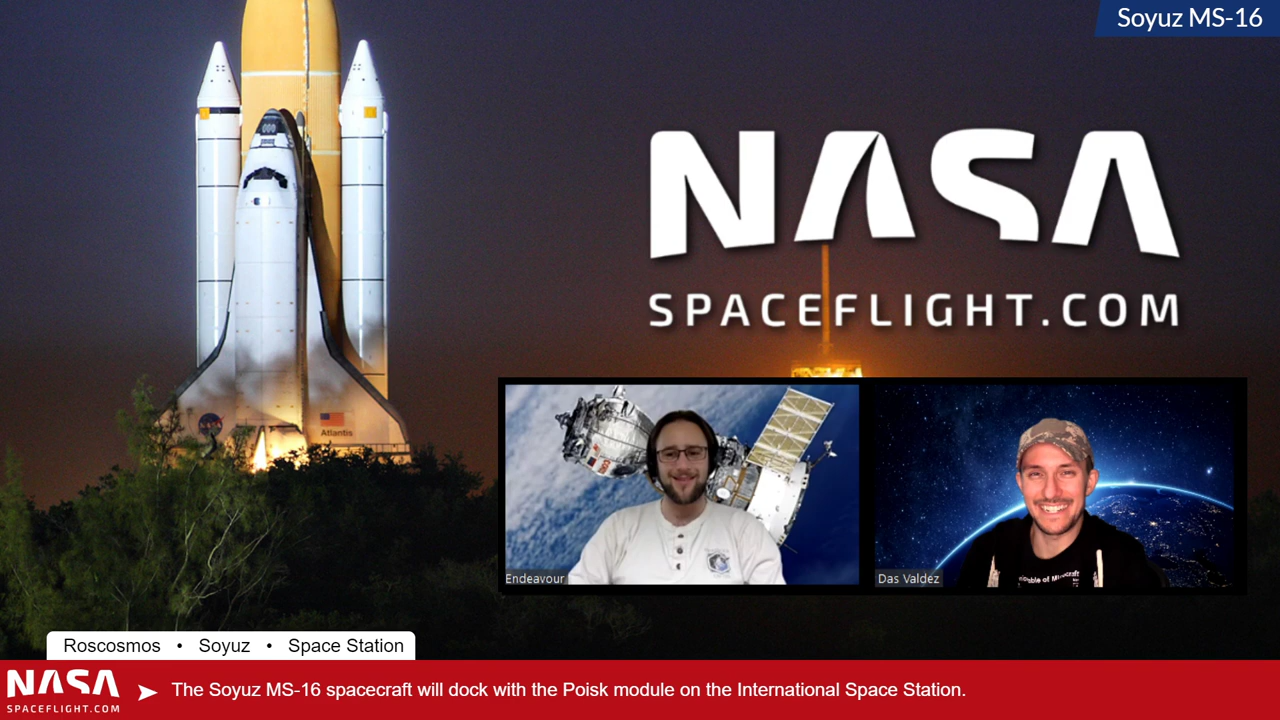 Soyuz MS-16
NASA
SPACEFLIGHT.COM
Atlantis
Endeavour
Das Valdez
Roscosmos • Soyuz • Space Station
NASA
SPACEFLIGHT.COM
The Soyuz MS-16 spacecraft will dock with the Poisk module on the International Space Station.